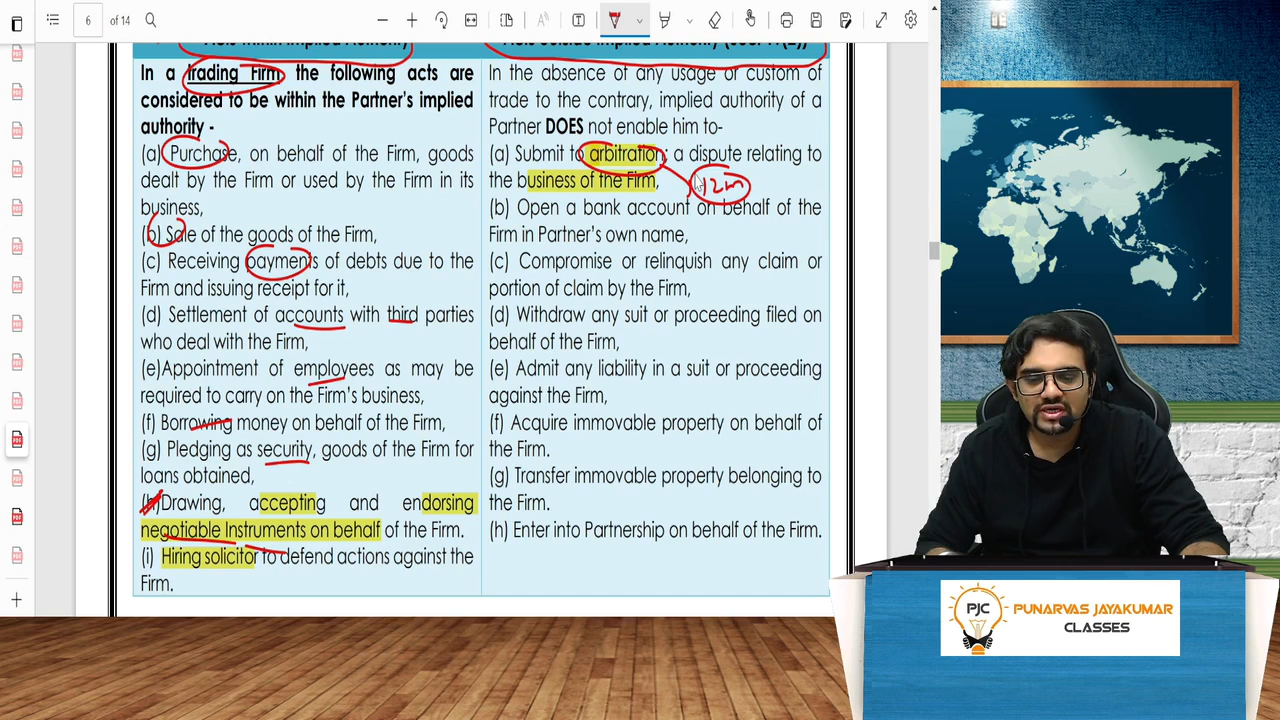 6 of 14
In a Trading Firm the following acts are
considered to be within the Partner's implied
authority -
(a) Purchase, on behalf of the Firm, goods
dealt by the Firm or used by the Firm in its
business,
(b) Sale of the goods of the Firm,
(c) Receiving payments of debts due to the
Firm and issuing receipt for it,
(d) Settlement of accounts with third parties
who deal with the Firm,
(e)Appointment of employees as may be
required to carry on the Firm's business,
(f) Borrowing money on behalf of the Firm,
(g) Pledging as security, goods of the Firm for
loans obtained,
(h)Drawing, accepting and endorsing
negotiable Instruments on behalf of the Firm.
(i) Hiring solicitor to defend actions against the
Firm.
In the absence of any usage or custom of
trade to the contrary, implied authority of a
Partner DOES not enable him to-
(a) Submit to arbitration; a dispute relating to
the business of the Firm,
(b) Open a bank account on behalf of the
Firm in Partner's own name,
(c) Compromise or relinquish any claim or
portion of claim by the Firm,
(d) Withdraw any suit or proceeding filed on
behalf of the Firm,
(e) Admit any liability in a suit or proceeding
against the Firm,
(f) Acquire immovable property on behalf of
the Firm.
(g) Transfer immovable property belonging to
the Firm.
(h) Enter into Partnership on behalf of the Firm.
PJC
PUNARVAS JAYAKUMAR
CLASSES